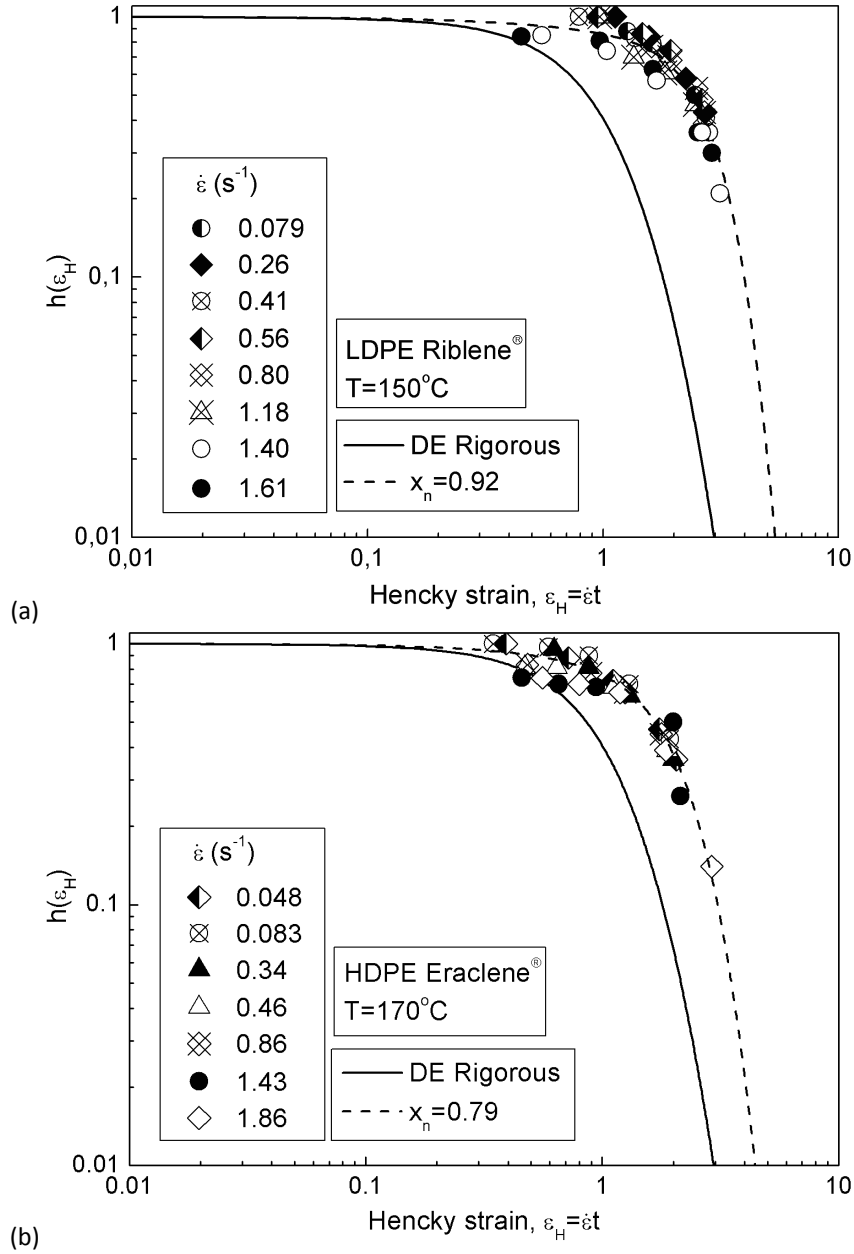 1
0,1
0,01
h(ε_H)
ε̇ (s⁻¹)
0.079
0.26
0.41
0.56
0.80
1.18
1.40
1.61
LDPE Riblene®
T=150°C
DE Rigorous
xₙ=0.92
0,01 0,1 1 10
Hencky strain, ε_H=ε̇t
(a)
1
0.1
0.01
h(ε_H)
ε̇ (s⁻¹)
0.048
0.083
0.34
0.46
0.86
1.43
1.86
HDPE Eraclene®
T=170°C
DE Rigorous
xₙ=0.79
0.01 0.1 1 10
Hencky strain, ε_H=ε̇t
(b)